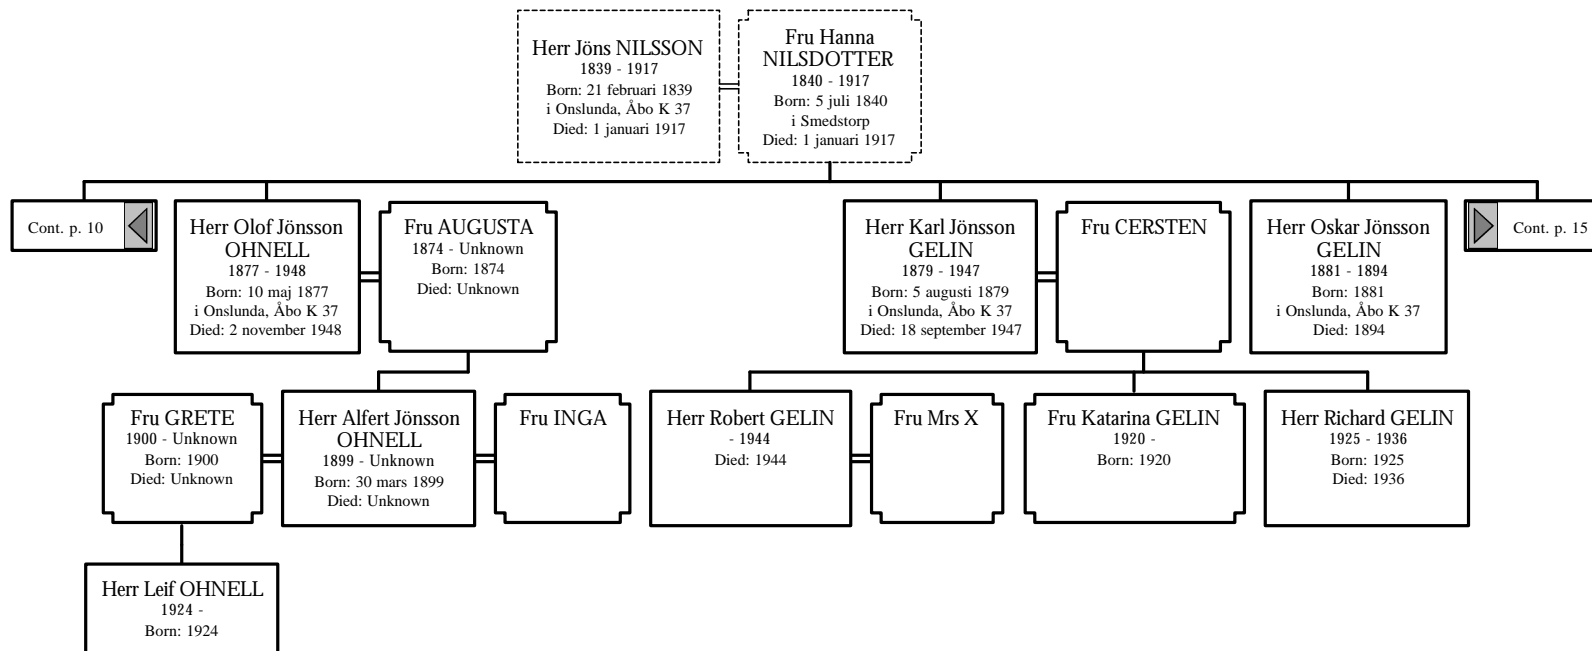 Herr Jöns NILSSON
1839 - 1917
Born: 21 februari 1839
i Onslunda, Åbo K 37
Died: 1 januari 1917
Fru Hanna
NILSDOTTER
1840 - 1917
Born: 5 juli 1840
i Smedstorp
Died: 1 januari 1917
Cont. p. 10
Herr Olof Jönsson
OHNELL
1877 - 1948
Born: 10 maj 1877
i Onslunda, Åbo K 37
Died: 2 november 1948
Fru AUGUSTA
1874 - Unknown
Born: 1874
Died: Unknown
Herr Karl Jönsson
GELIN
1879 - 1947
Born: 5 augusti 1879
i Onslunda, Åbo K 37
Died: 18 september 1947
Fru CERSTEN
Herr Oskar Jönsson
GELIN
1881 - 1894
Born: 1881
i Onslunda, Åbo K 37
Died: 1894
Cont. p. 15
Fru GRETE
1900 - Unknown
Born: 1900
Died: Unknown
Herr Alfert Jönsson
OHNELL
1899 - Unknown
Born: 30 mars 1899
Died: Unknown
Fru INGA
Herr Robert GELIN
- 1944
Died: 1944
Fru Mrs X
Fru Katarina GELIN
1920 -
Born: 1920
Herr Richard GELIN
1925 - 1936
Born: 1925
Died: 1936
Herr Leif OHNELL
1924 -
Born: 1924